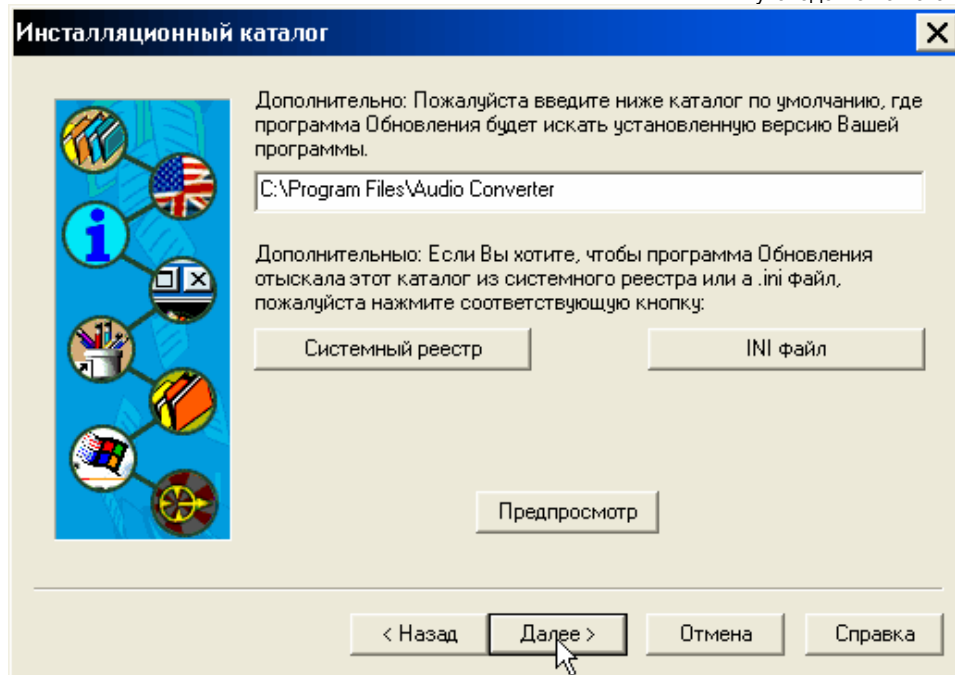 Инсталляционный каталог
Дополнительно: Пожалуйста введите ниже каталог по умолчанию, где
программа Обновления будет искать установленную версию Вашей
программы.
C:\Program Files\Audio Converter
Дополнительныо: Если Вы хотите, чтобы программа Обновления
отыскала этот каталог из системного реестра или a .ini файл,
пожалуйста нажмите соответствующую кнопку:
Системный реестр
INI файл
Предпросмотр
< Назад
Далее >
Отмена
Справка